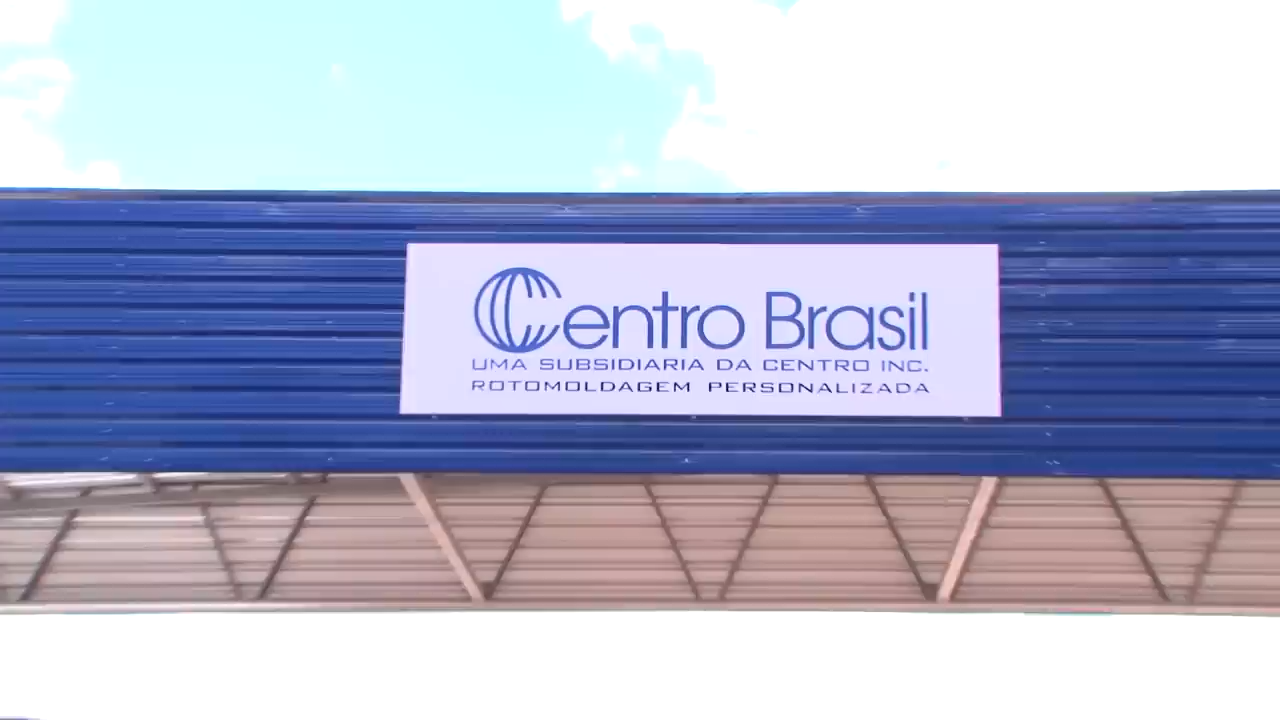 Centro Brasil
UMA SUBSIDIARIA DA CENTRO INC.
ROTOMOLDAGEM PERSONALIZADA